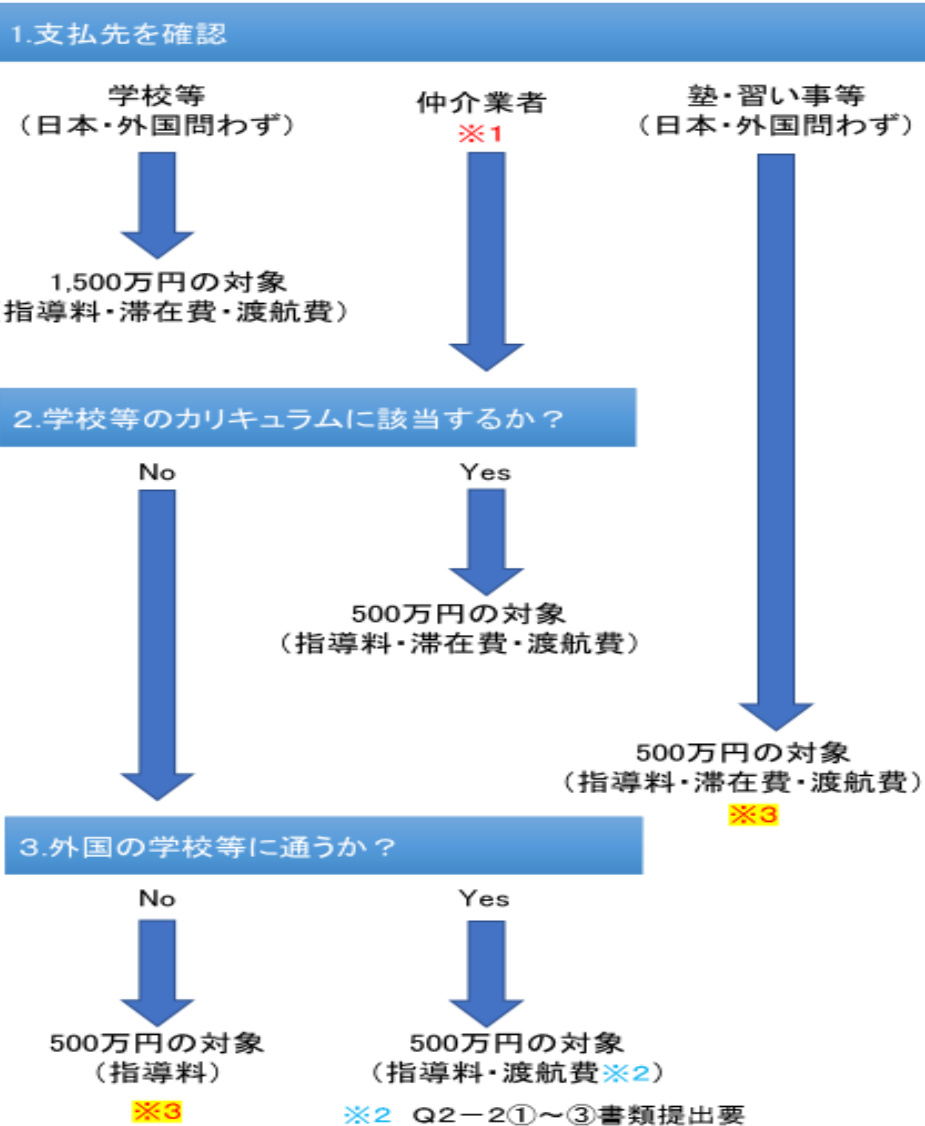 1.支払先を確認
学校等
（日本・外国問わず）
仲介業者
※1
塾・習い事等
（日本・外国問わず）
1,500万円の対象
指導料・滞在費・渡航費）
2.学校等のカリキュラムに該当するか？
No
Yes
500万円の対象
（指導料・滞在費・渡航費）
500万円の対象
（指導料・滞在費・渡航費）
※3
3.外国の学校等に通うか？
No
Yes
500万円の対象
（指導料）
※3
500万円の対象
（指導料・渡航費※2）
※2 Q2－2①～③書類提出要